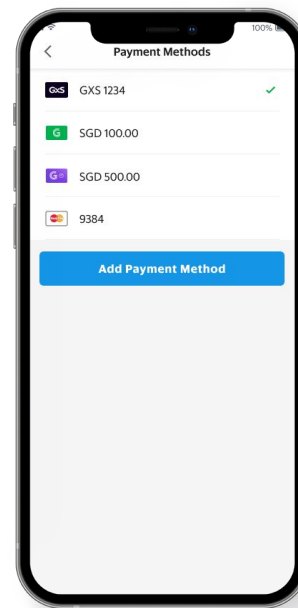 100%
Payment Methods
GXS GXS 1234
G SGD 100.00
G SGD 500.00
9384
Add Payment Method